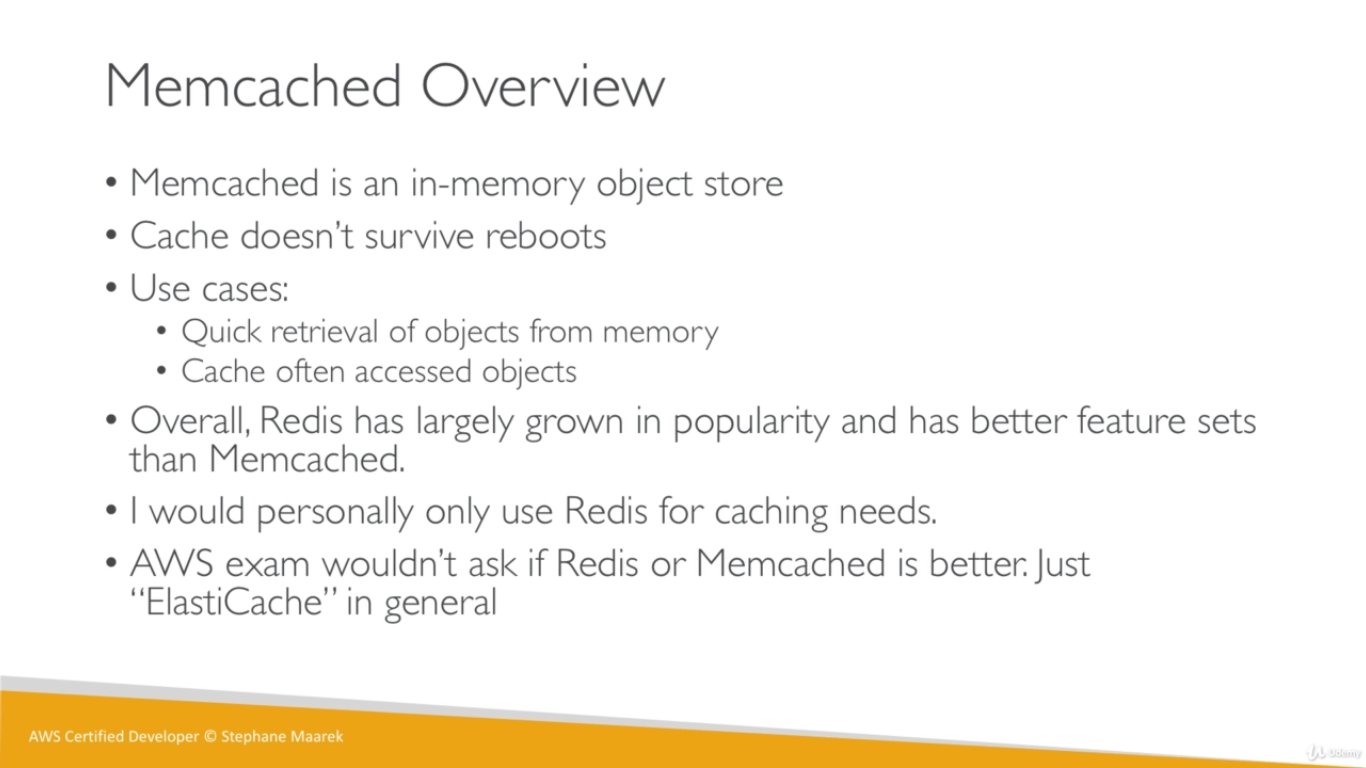 Memcached Overview
• Memcached is an in-memory object store
• Cache doesn’t survive reboots
• Use cases:
• Quick retrieval of objects from memory
• Cache often accessed objects
• Overall, Redis has largely grown in popularity and has better feature sets
than Memcached.
• I would personally only use Redis for caching needs.
• AWS exam wouldn’t ask if Redis or Memcached is better. Just
“ElastiCache” in general
AWS Certified Developer © Stephane Maarek
Udemy